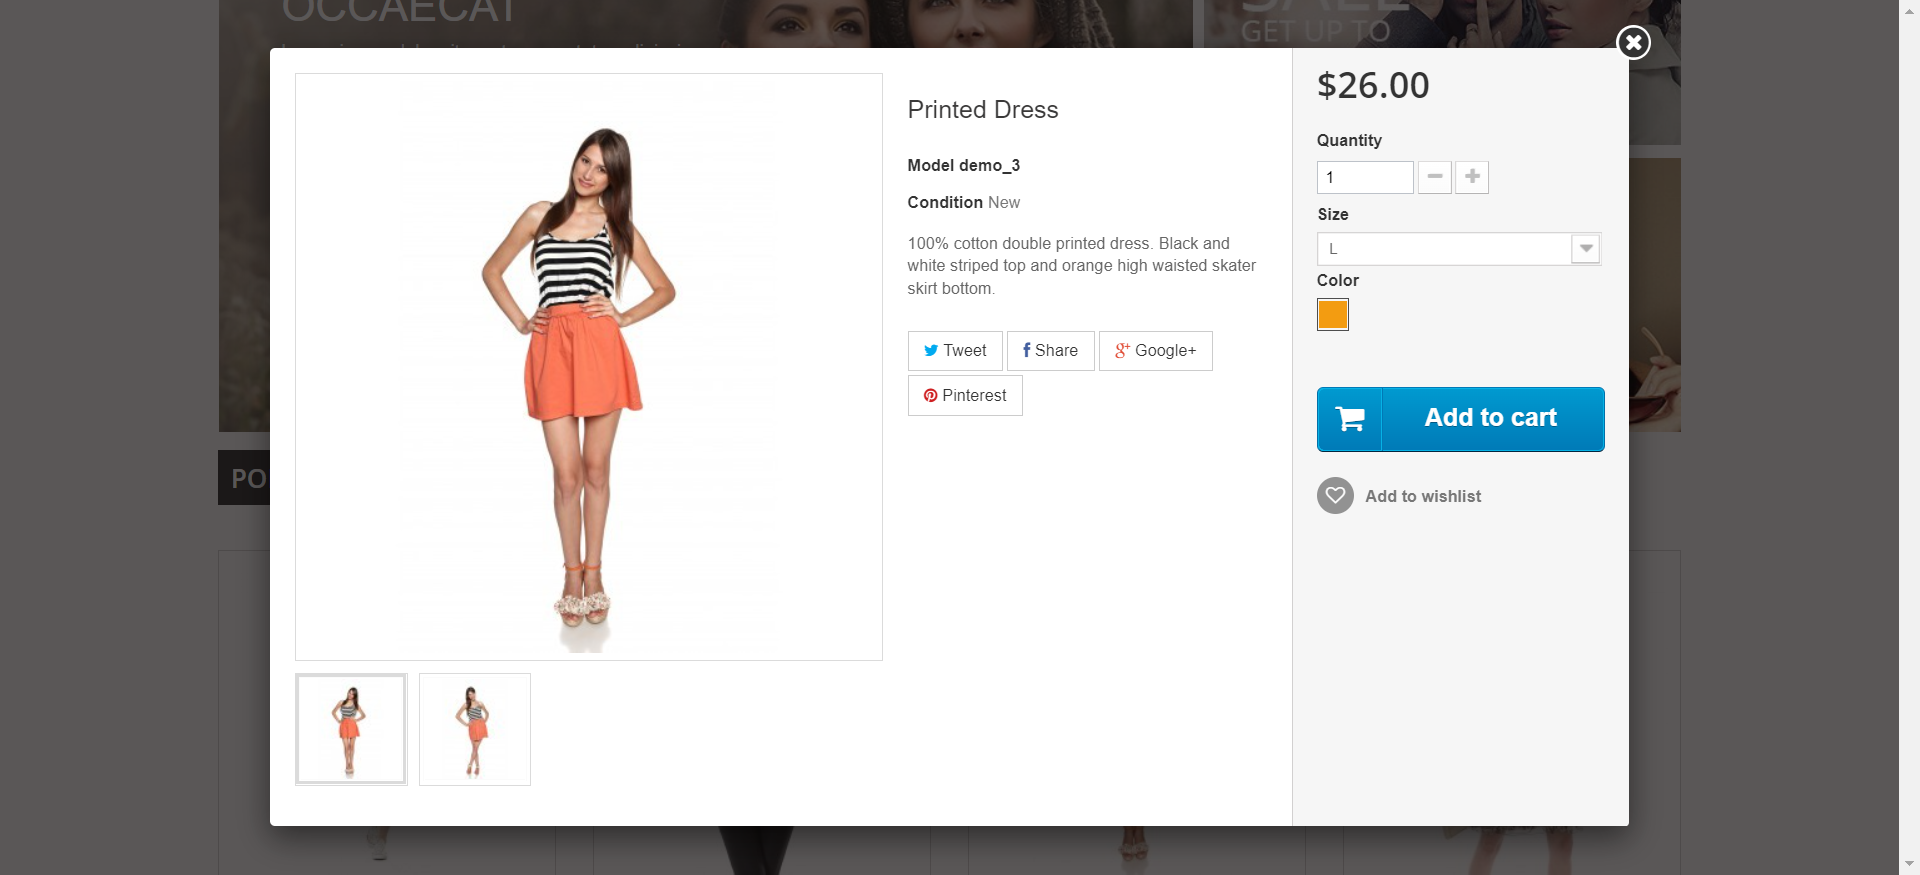 OCCAECAT
GET UP TO
Printed Dress
Model demo_3
Condition New
100% cotton double printed dress. Black and
white striped top and orange high waisted skater
skirt bottom.
Tweet
Share
Google+
Pinterest
$26.00
Quantity
1
Size
L
Color
Add to cart
Add to wishlist
PO